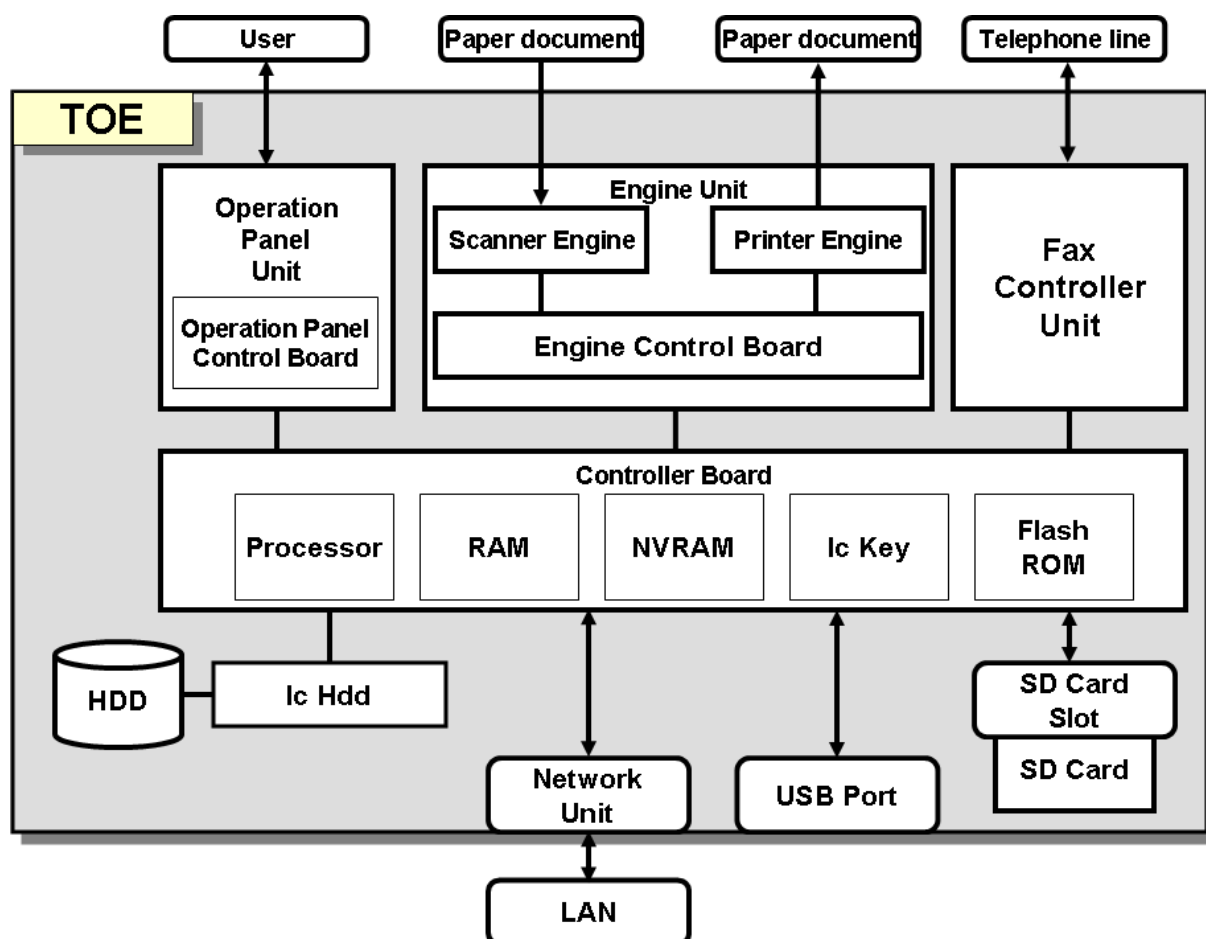 User
Paper document
Paper document
Telephone line
TOE
Operation
Panel
Unit
Operation Panel
Control Board
Engine Unit
Scanner Engine
Printer Engine
Engine Control Board
Fax
Controller
Unit
Controller Board
Processor
RAM
NVRAM
Ic Key
Flash
ROM
HDD
Ic Hdd
Network
Unit
USB Port
SD Card
Slot
SD Card
LAN